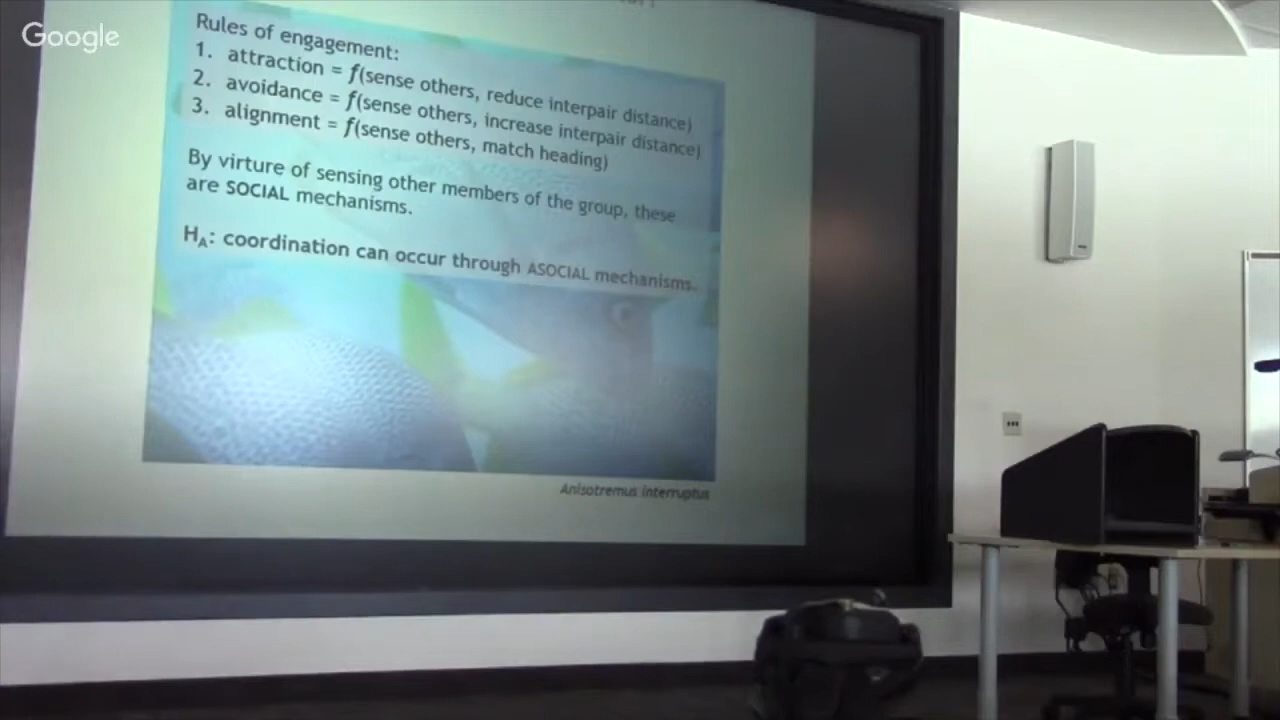 Google
Rules of engagement:
1. attraction = f(sense others, reduce interpair distance)
2. avoidance = f(sense others, increase interpair distance)
3. alignment = f(sense others, match heading)
By virture of sensing other members of the group, these
are SOCIAL mechanisms.
HA: coordination can occur through ASOCIAL mechanisms.
Anisotremus interruptus